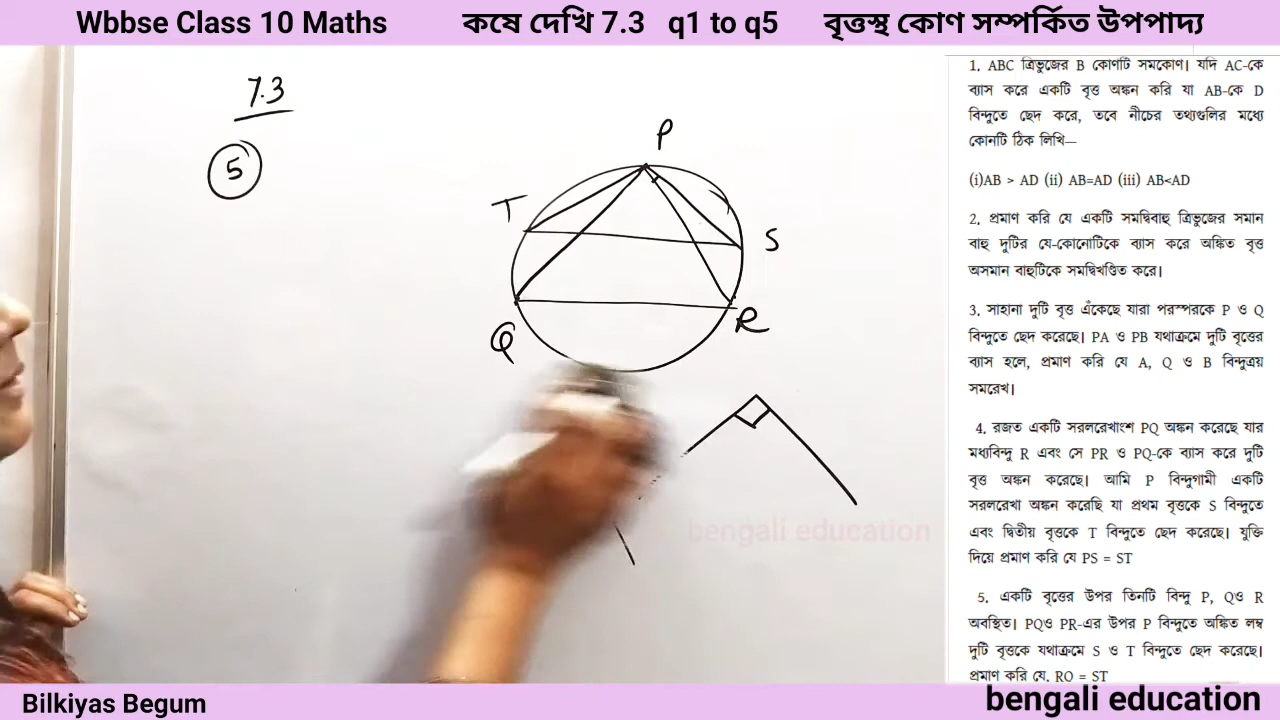 Wbbse Class 10 Maths কষে দেখি 7.3 q1 to q5 বৃত্তস্থ কোণ সম্পর্কিত উপপাদ্য
7.3
5
P
T
S
Q
R
1. ABC ত্রিভুজের B কোণটি সমকোণ। যদি AC-কে
ব্যাস করে একটি বৃত্ত অঙ্কন করি যা AB-কে D
বিন্দুতে ছেদ করে, তবে নীচের তথ্যগুলির মধ্যে
কোনটি ঠিক লিখি—
(i)AB > AD (ii) AB=AD (iii) AB<AD
2. প্রমাণ করি যে একটি সমদ্বিবাহু ত্রিভুজের সমান
বাহু দুটির যে-কোনোটিকে ব্যাস করে অঙ্কিত বৃত্ত
অসমান বাহুটিকে সমদ্বিখণ্ডিত করে।
3. সাহানা দুটি বৃত্ত এঁকেছে যারা পরস্পরকে P ও Q
বিন্দুতে ছেদ করেছে। PA ও PB যথাক্রমে দুটি বৃত্তের
ব্যাস হলে, প্রমাণ করি যে A, Q ও B বিন্দুত্রয়
সমরেখ।
4. রজত একটি সরলরেখাংশ PQ অঙ্কন করেছে যার
মধ্যবিন্দু R এবং সে PR ও PQ-কে ব্যাস করে দুটি
বৃত্ত অঙ্কন করেছে। আমি P বিন্দুগামী একটি
সরলরেখা অঙ্কন করেছি যা প্রথম বৃত্তকে S বিন্দুতে
এবং দ্বিতীয় বৃত্তকে T বিন্দুতে ছেদ করেছে। যুক্তি
দিয়ে প্রমাণ করি যে PS = ST
5. একটি বৃত্তের উপর তিনটি বিন্দু P, Qও R
অবস্থিত। PQও PR-এর উপর P বিন্দুতে অঙ্কিত লম্ব
দুটি বৃত্তকে যথাক্রমে S ও T বিন্দুতে ছেদ করেছে।
প্রমাণ করি যে, RQ = ST
bengali education
Bilkiyas Begum
bengali education